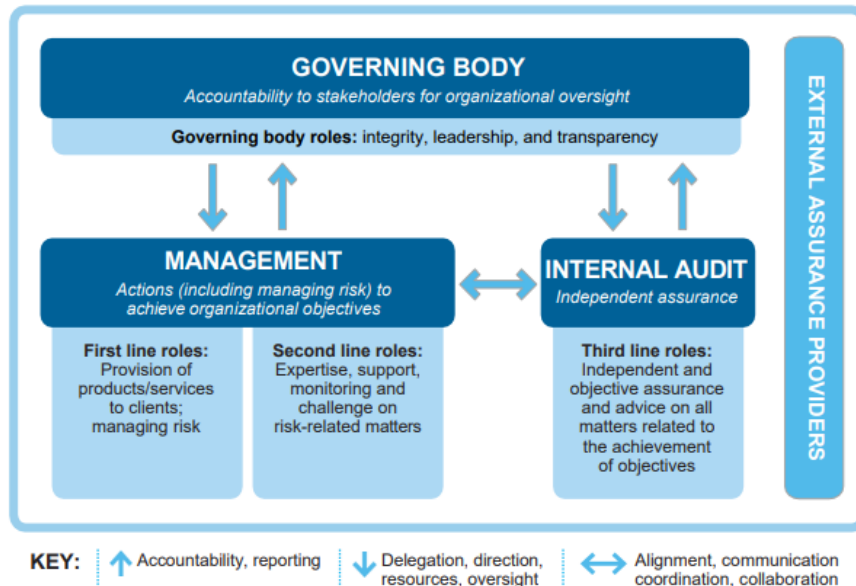 GOVERNING BODY
Accountability to stakeholders for organizational oversight
Governing body roles: integrity, leadership, and transparency
MANAGEMENT
Actions (including managing risk) to
achieve organizational objectives
First line roles:
Provision of
products/services
to clients;
managing risk
Second line roles:
Expertise, support,
monitoring and
challenge on
risk-related matters
INTERNAL AUDIT
Independent assurance
Third line roles:
Independent and
objective assurance
and advice on all
matters related to
the achievement
of objectives
EXTERNAL ASSURANCE PROVIDERS
KEY:
Accountability, reporting
Delegation, direction,
resources, oversight
Alignment, communication
coordination, collaboration